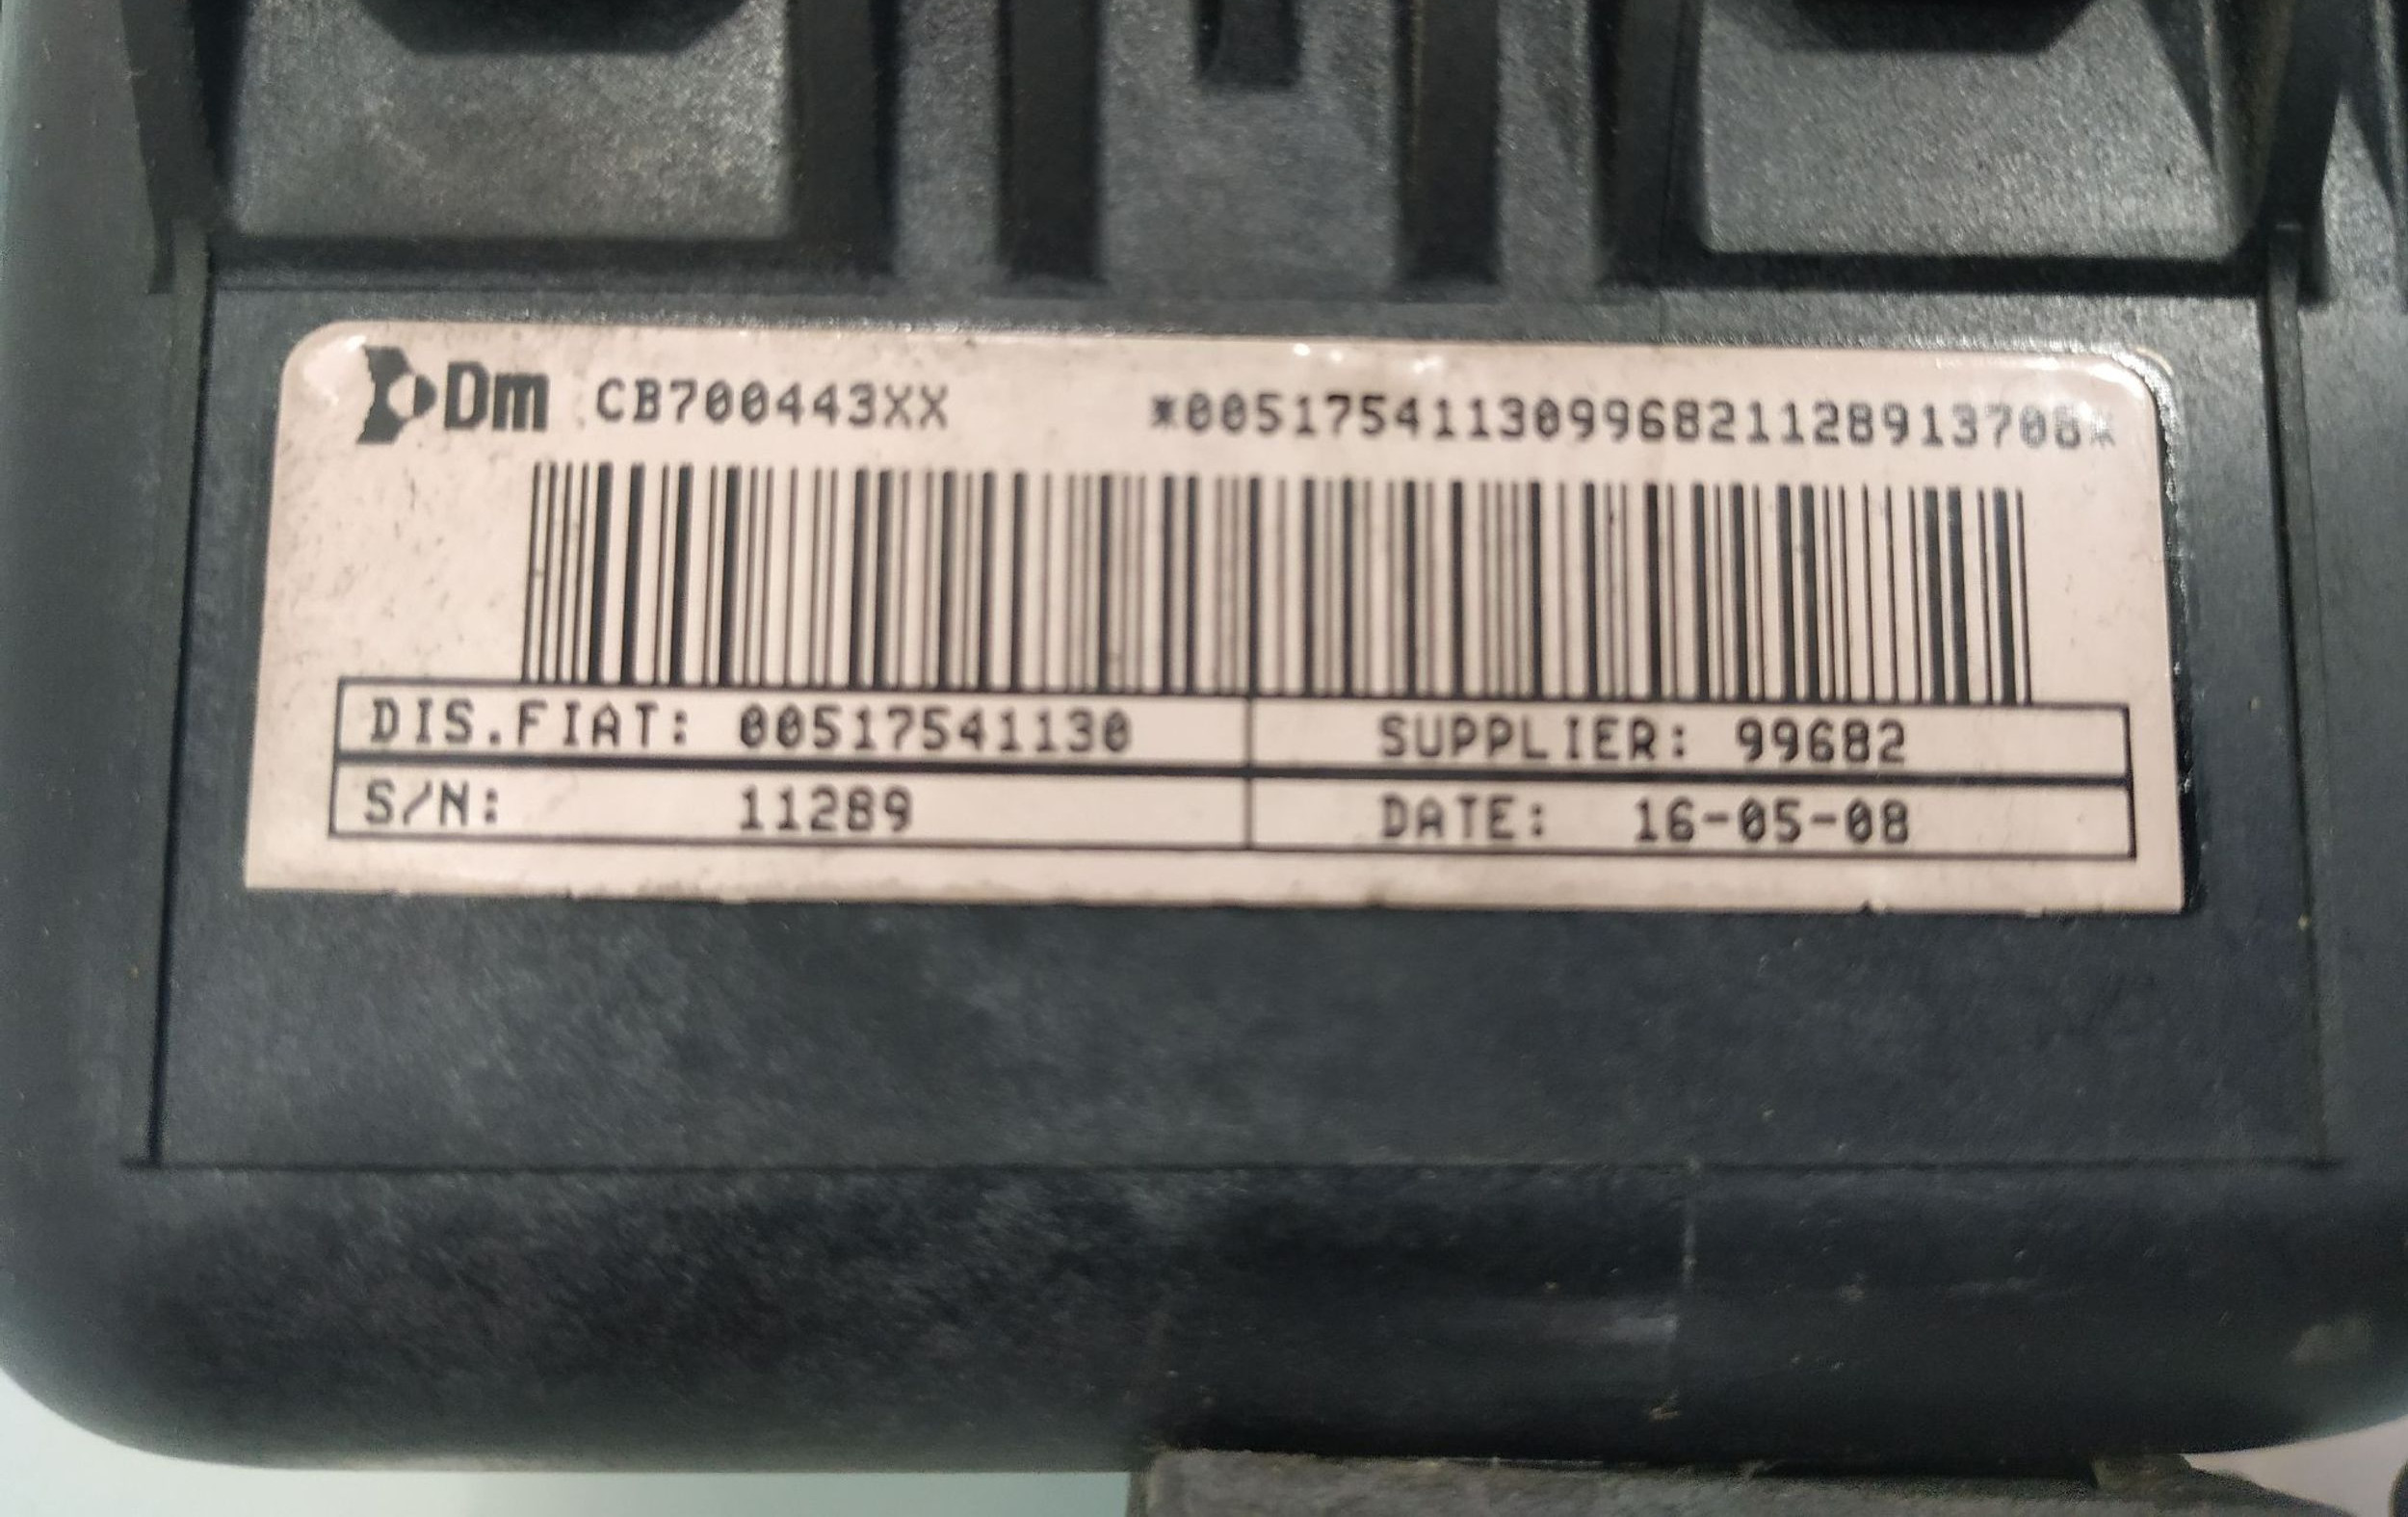 Dm CB700443XX *00517541130996821128913708*
DIS.FIAT: 00517541130 SUPPLIER: 99682
S/N: 11289 DATE: 16-05-08